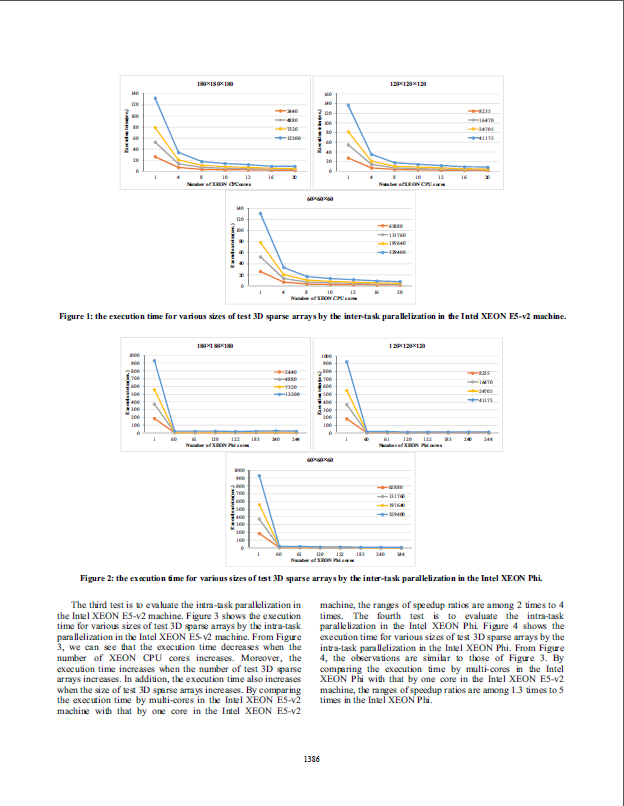 180×180×180
Execution time(ms.)
140
120
100
80
60
40
20
0
1 4 8 10 12 16 20
Number of XEON CPU cores
2440
4880
7320
12200
120×120×120
Execution time(ms.)
160
140
120
100
80
60
40
20
0
1 4 8 10 12 16 20
Number of XEON CPU cores
8235
16470
24705
41175
60×60×60
Execution time(ms.)
140
120
100
80
60
40
20
0
1 4 8 10 12 16 20
Number of XEON CPU cores
65880
131760
197640
329400
Figure 1: the execution time for various sizes of test 3D sparse arrays by the inter-task parallelization in the Intel XEON E5-v2 machine.
180×180×180
Execution time(ms.)
1000
900
800
700
600
500
400
300
200
100
0
1 60 61 120 122 183 240 244
Number of XEON Phi cores
2440
4880
7320
12200
120×120×120
Execution time(ms.)
1000
900
800
700
600
500
400
300
200
100
0
1 60 61 120 122 183 240 244
Number of XEON Phi cores
8235
16470
24705
41175
60×60×60
Execution time(ms.)
1000
900
800
700
600
500
400
300
200
100
0
1 60 61 120 122 183 240 244
Number of XEON Phi cores
65880
131760
197640
329400
Figure 2: the execution time for various sizes of test 3D sparse arrays by the inter-task parallelization in the Intel XEON Phi.
The third test is to evaluate the intra-task parallelization in
the Intel XEON E5-v2 machine. Figure 3 shows the execution
time for various sizes of test 3D sparse arrays by the intra-task
parallelization in the Intel XEON E5-v2 machine. From Figure
3, we can see that the execution time decreases when the
number of XEON CPU cores increases. Moreover, the
execution time increases when the number of test 3D sparse
arrays increases. In addition, the execution time also increases
when the size of test 3D sparse arrays increases. By comparing
the execution time by multi-cores in the Intel XEON E5-v2
machine with that by one core in the Intel XEON E5-v2
machine, the ranges of speedup ratios are among 2 times to 4
times. The fourth test is to evaluate the intra-task
parallelization in the Intel XEON Phi. Figure 4 shows the
execution time for various sizes of test 3D sparse arrays by the
intra-task parallelization in the Intel XEON Phi. From Figure
4, the observations are similar to those of Figure 3. By
comparing the execution time by multi-cores in the Intel
XEON Phi with that by one core in the Intel XEON E5-v2
machine, the ranges of speedup ratios are among 1.3 times to 5
times in the Intel XEON Phi.
1386